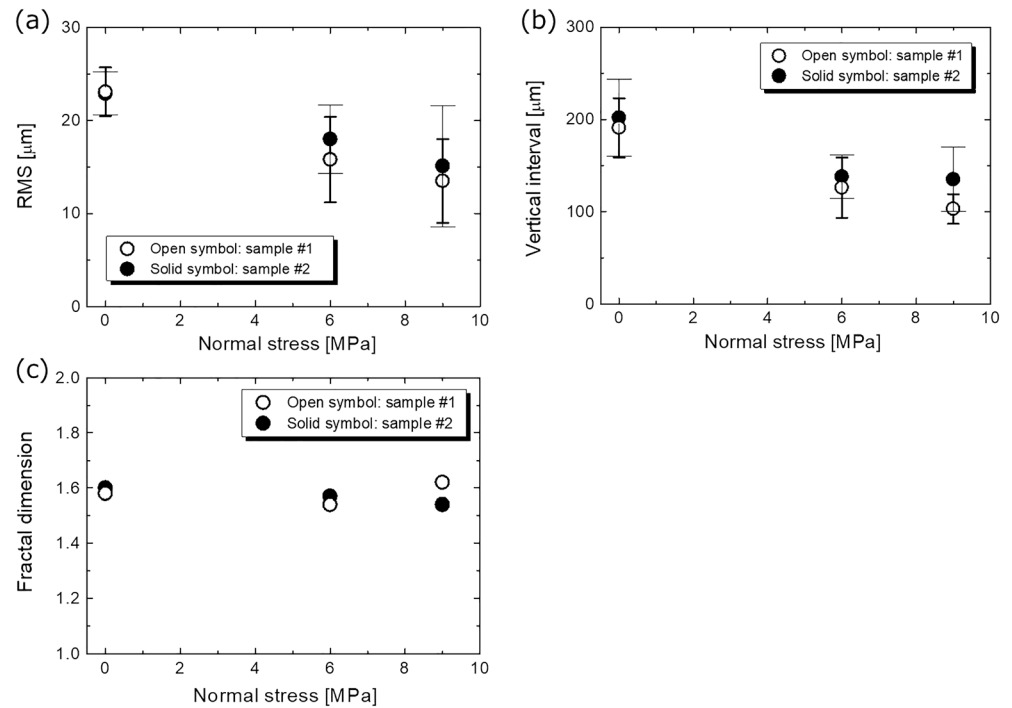 (a)
30
20
10
0
RMS [μm]
Open symbol: sample #1
Solid symbol: sample #2
0 2 4 6 8 10
Normal stress [MPa]
(b)
300
200
100
0
Vertical interval [μm]
Open symbol: sample #1
Solid symbol: sample #2
0 2 4 6 8 10
Normal stress [MPa]
(c)
2.0
1.8
1.6
1.4
1.2
1.0
Fractal dimension
Open symbol: sample #1
Solid symbol: sample #2
0 2 4 6 8 10
Normal stress [MPa]